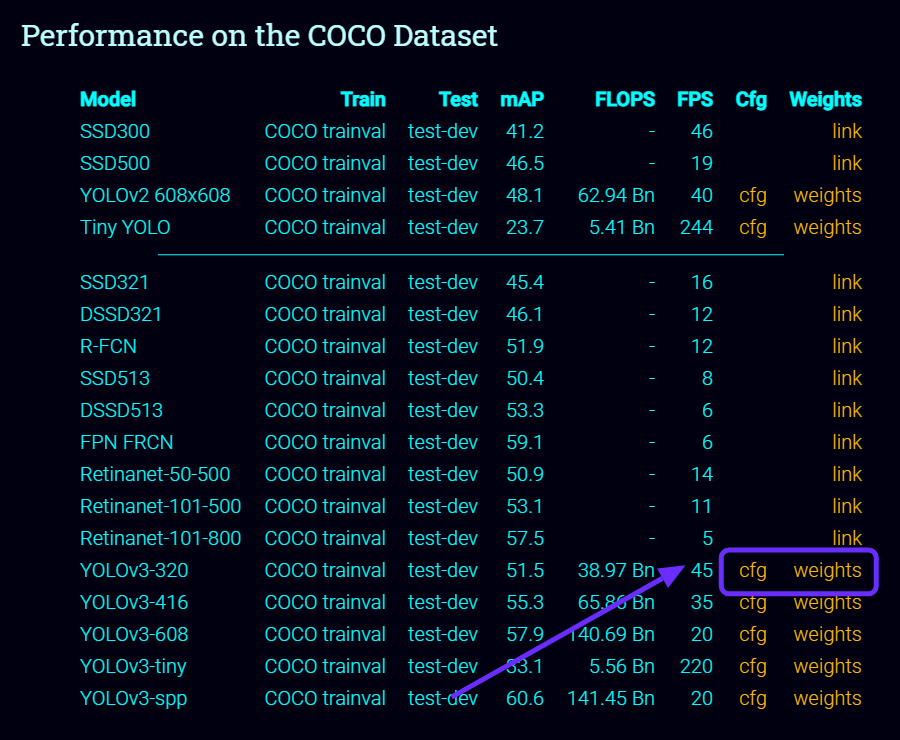 Performance on the COCO Dataset
Model Train Test mAP FLOPS FPS Cfg Weights
SSD300 COCO trainval test-dev 41.2 - 46 link
SSD500 COCO trainval test-dev 46.5 - 19 link
YOLOv2 608x608 COCO trainval test-dev 48.1 62.94 Bn 40 cfg weights
Tiny YOLO COCO trainval test-dev 23.7 5.41 Bn 244 cfg weights
SSD321 COCO trainval test-dev 45.4 - 16 link
DSSD321 COCO trainval test-dev 46.1 - 12 link
R-FCN COCO trainval test-dev 51.9 - 12 link
SSD513 COCO trainval test-dev 50.4 - 8 link
DSSD513 COCO trainval test-dev 53.3 - 6 link
FPN FRCN COCO trainval test-dev 59.1 - 6 link
Retinanet-50-500 COCO trainval test-dev 50.9 - 14 link
Retinanet-101-500 COCO trainval test-dev 53.1 - 11 link
Retinanet-101-800 COCO trainval test-dev 57.5 - 5 link
YOLOv3-320 COCO trainval test-dev 51.5 38.97 Bn 45 cfg weights
YOLOv3-416 COCO trainval test-dev 55.3 65.86 Bn 35 cfg weights
YOLOv3-608 COCO trainval test-dev 57.9 140.69 Bn 20 cfg weights
YOLOv3-tiny COCO trainval test-dev 33.1 5.56 Bn 220 cfg weights
YOLOv3-spp COCO trainval test-dev 60.6 141.45 Bn 20 cfg weights